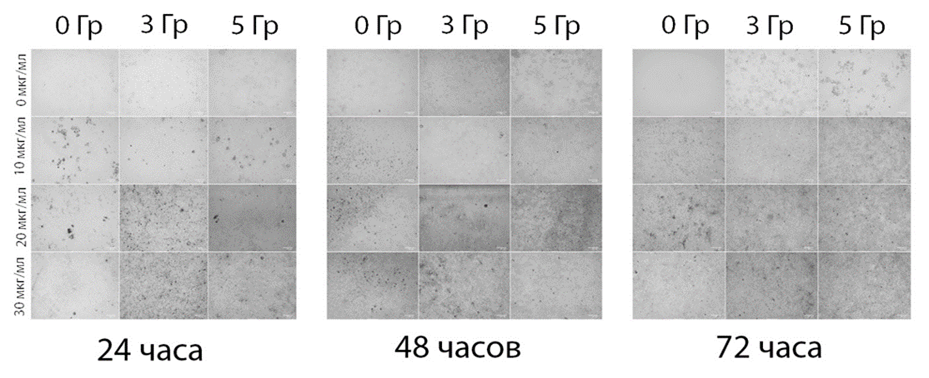 0 Гр 3 Гр 5 Гр 0 Гр 3 Гр 5 Гр 0 Гр 3 Гр 5 Гр
0 мкг/мл
10 мкг/мл
20 мкг/мл
30 мкг/мл
24 часа 48 часов 72 часа